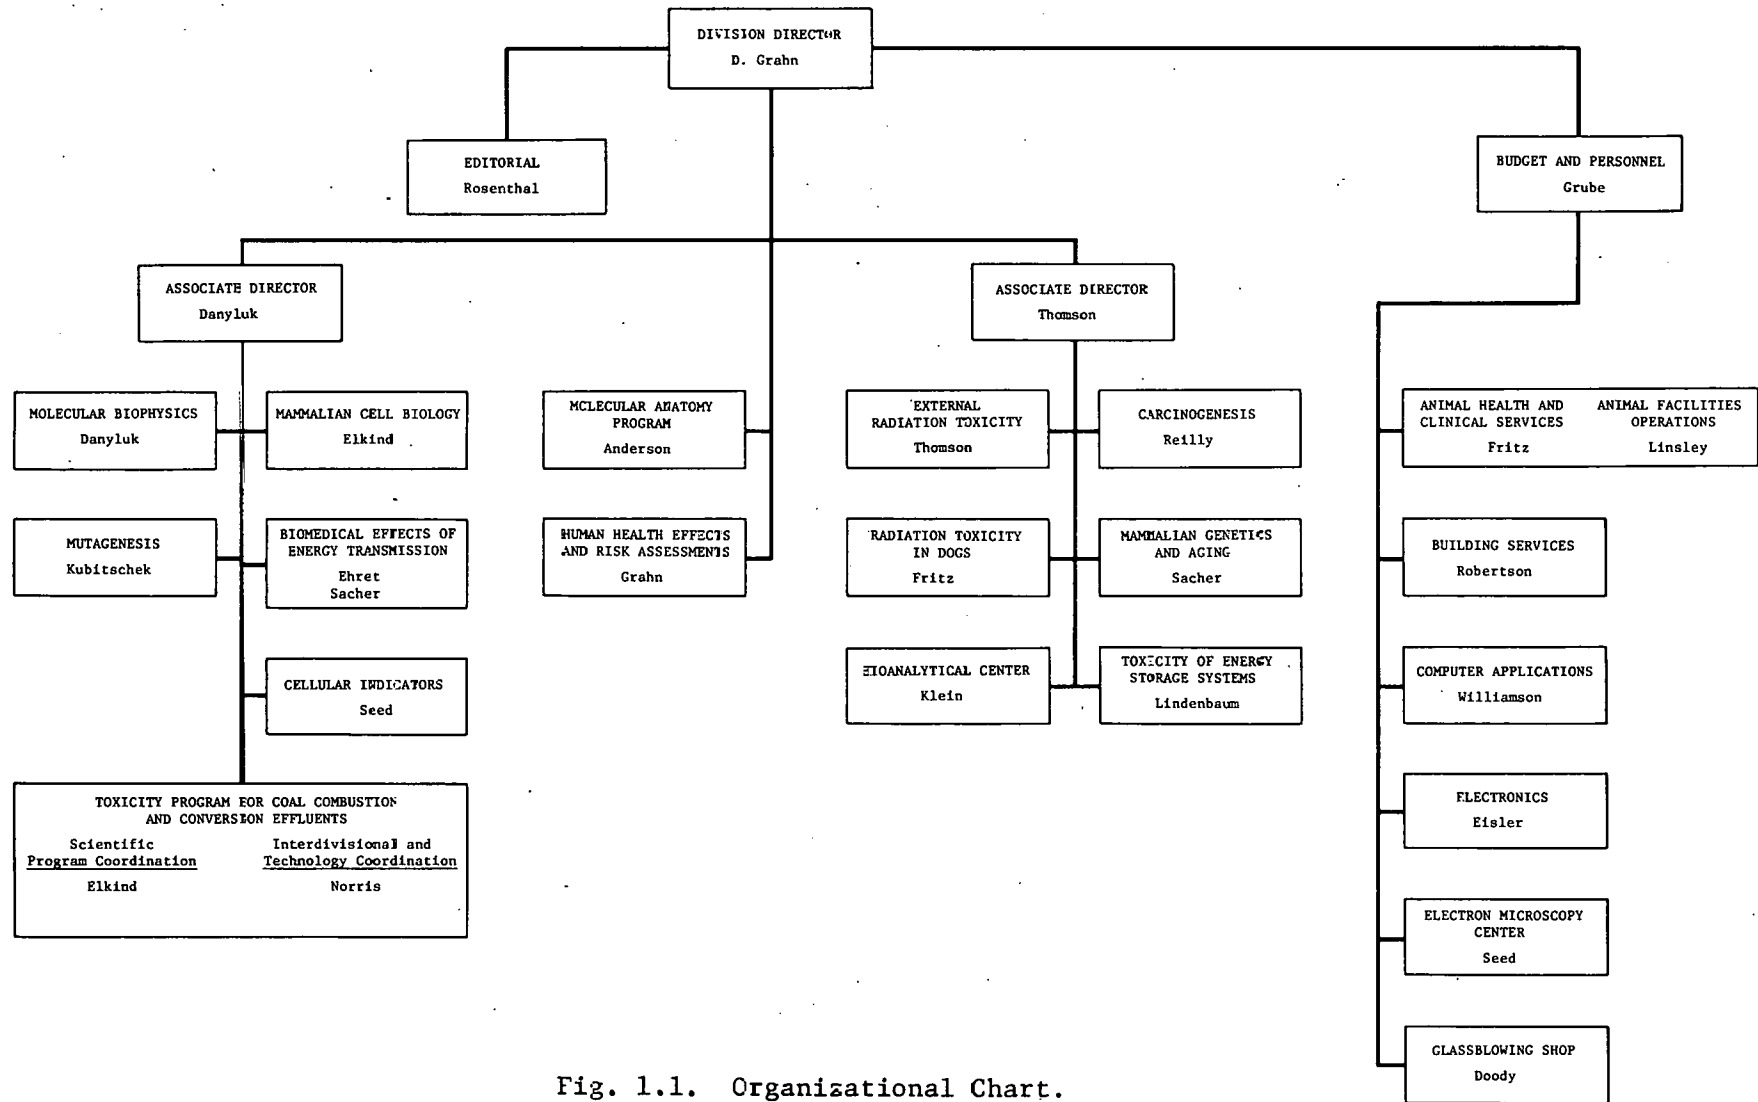 DIVISION DIRECTOR
D. Grahn
EDITORIAL
Rosenthal
BUDGET AND PERSONNEL
Grube
ASSOCIATE DIRECTOR
Danyluk
ASSOCIATE DIRECTOR
Thomson
MOLECULAR BIOPHYSICS
Danyluk
MAMMALIAN CELL BIOLOGY
Elkind
MOLECULAR ANATOMY
PROGRAM
Anderson
EXTERNAL
RADIATION TOXICITY
Thomson
CARCINOGENESIS
Reilly
ANIMAL HEALTH AND
CLINICAL SERVICES
Fritz
ANIMAL FACILITIES
OPERATIONS
Linsley
MUTAGENESIS
Kubitschek
BIOMEDICAL EFFECTS OF
ENERGY TRANSMISSION
Ehret
Sacher
HUMAN HEALTH EFFECTS
AND RISK ASSESSMENTS
Grahn
RADIATION TOXICITY
IN DOGS
Fritz
MAMMALIAN GENETICS
AND AGING
Sacher
BUILDING SERVICES
Robertson
CELLULAR INDICATORS
Seed
BIOANALYTICAL CENTER
Klein
TOXICITY OF ENERGY
STORAGE SYSTEMS
Lindenbaum
COMPUTER APPLICATIONS
Williamson
TOXICITY PROGRAM FOR COAL COMBUSTION
AND CONVERSION EFFLUENTS
Scientific
Program Coordination
Elkind
Interdivisional and
Technology Coordination
Norris
ELECTRONICS
Eisler
ELECTRON MICROSCOPY
CENTER
Seed
GLASSBLOWING SHOP
Doody
Fig. 1.1. Organizational Chart.